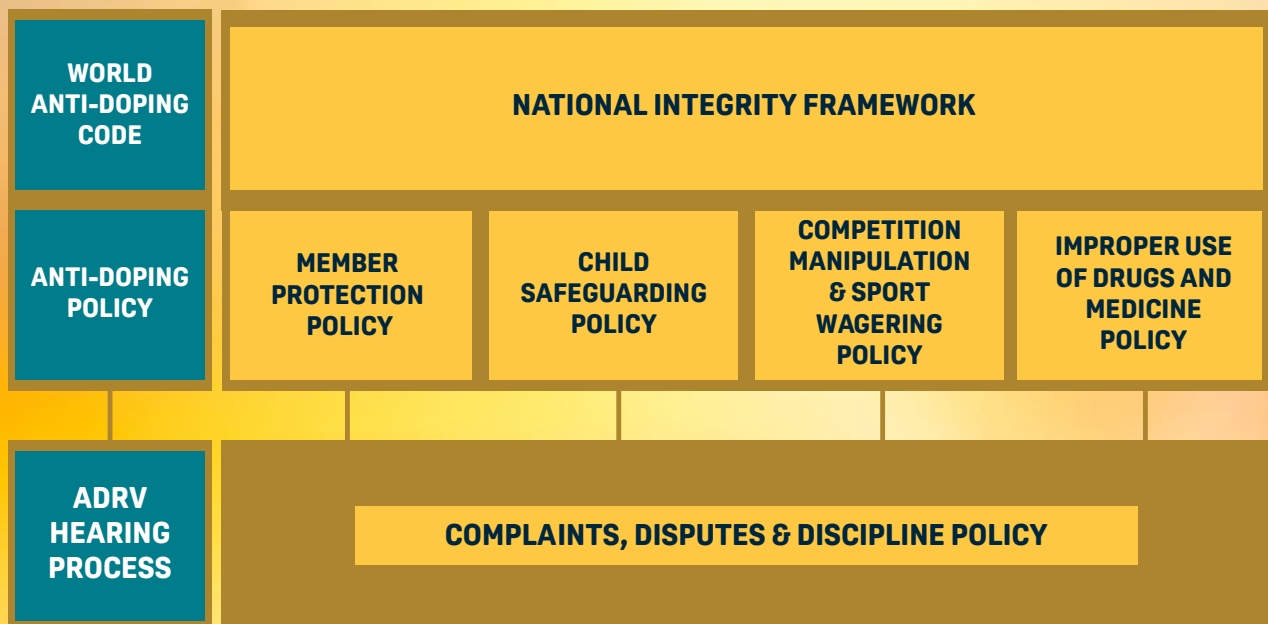 WORLD
ANTI-DOPING
CODE
NATIONAL INTEGRITY FRAMEWORK
ANTI-DOPING
POLICY
MEMBER
PROTECTION
POLICY
CHILD
SAFEGUARDING
POLICY
COMPETITION
MANIPULATION
& SPORT
WAGERING
POLICY
IMPROPER USE
OF DRUGS AND
MEDICINE
POLICY
ADRV
HEARING
PROCESS
COMPLAINTS, DISPUTES & DISCIPLINE POLICY